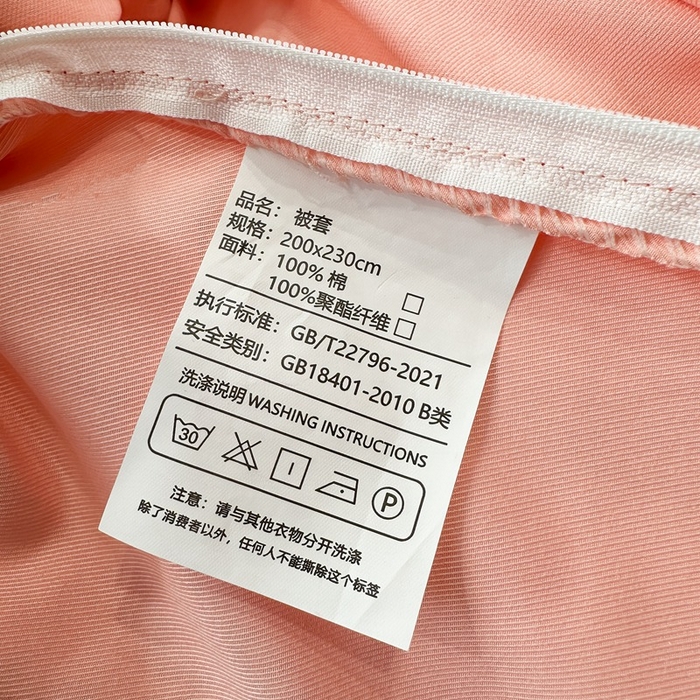 品名：被套
规格：200x230cm
面料：100% 棉 □
100%聚酯纤维 □
执行标准：GB/T22796-2021
安全类别：GB18401-2010 B类
洗涤说明 WASHING INSTRUCTIONS
30
P
注意：请与其他衣物分开洗涤
除了消费者以外，任何人不能撕除这个标签